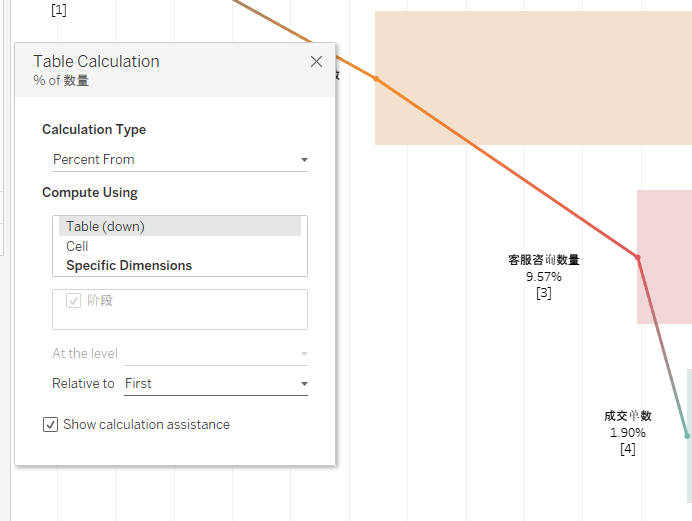 [1]
Table Calculation
% of 数量
数
Calculation Type
Percent From
Compute Using
Table (down)
Cell
Specific Dimensions
阶段
At the level
Relative to First
Show calculation assistance
客服咨询数量
9.57%
[3]
成交单数
1.90%
[4]